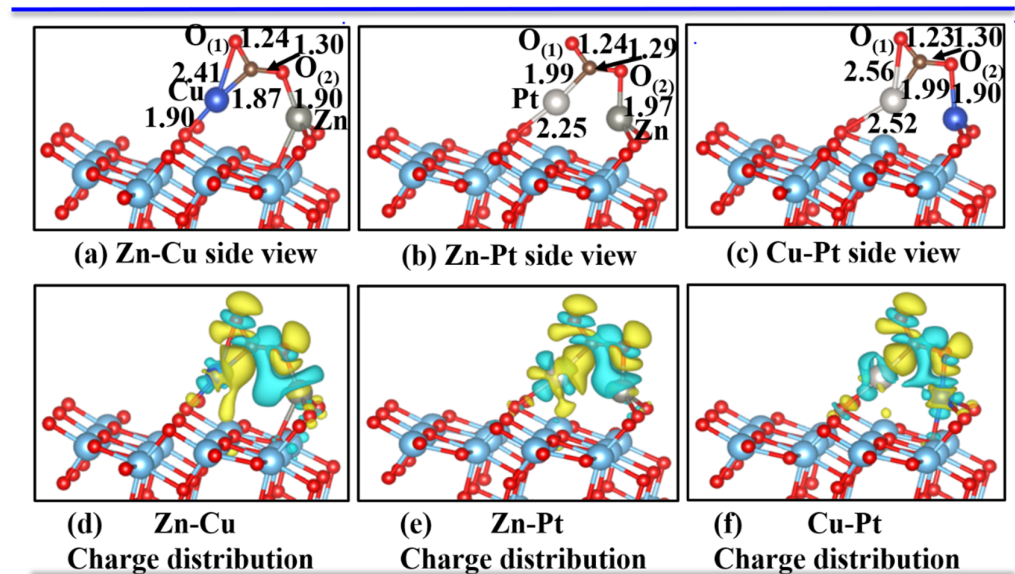 O(1) 1.24 1.30
2.41 O(2)
Cu 1.87 1.90
1.90 Zn
(a) Zn-Cu side view
O(1) 1.24 1.29
1.99 O(2)
Pt 1.97
2.25 Zn
(b) Zn-Pt side view
O(1) 1.23 1.30
2.56 O(2)
1.99 1.90
2.52
(c) Cu-Pt side view
(d) Zn-Cu
Charge distribution
(e) Zn-Pt
Charge distribution
(f) Cu-Pt
Charge distribution